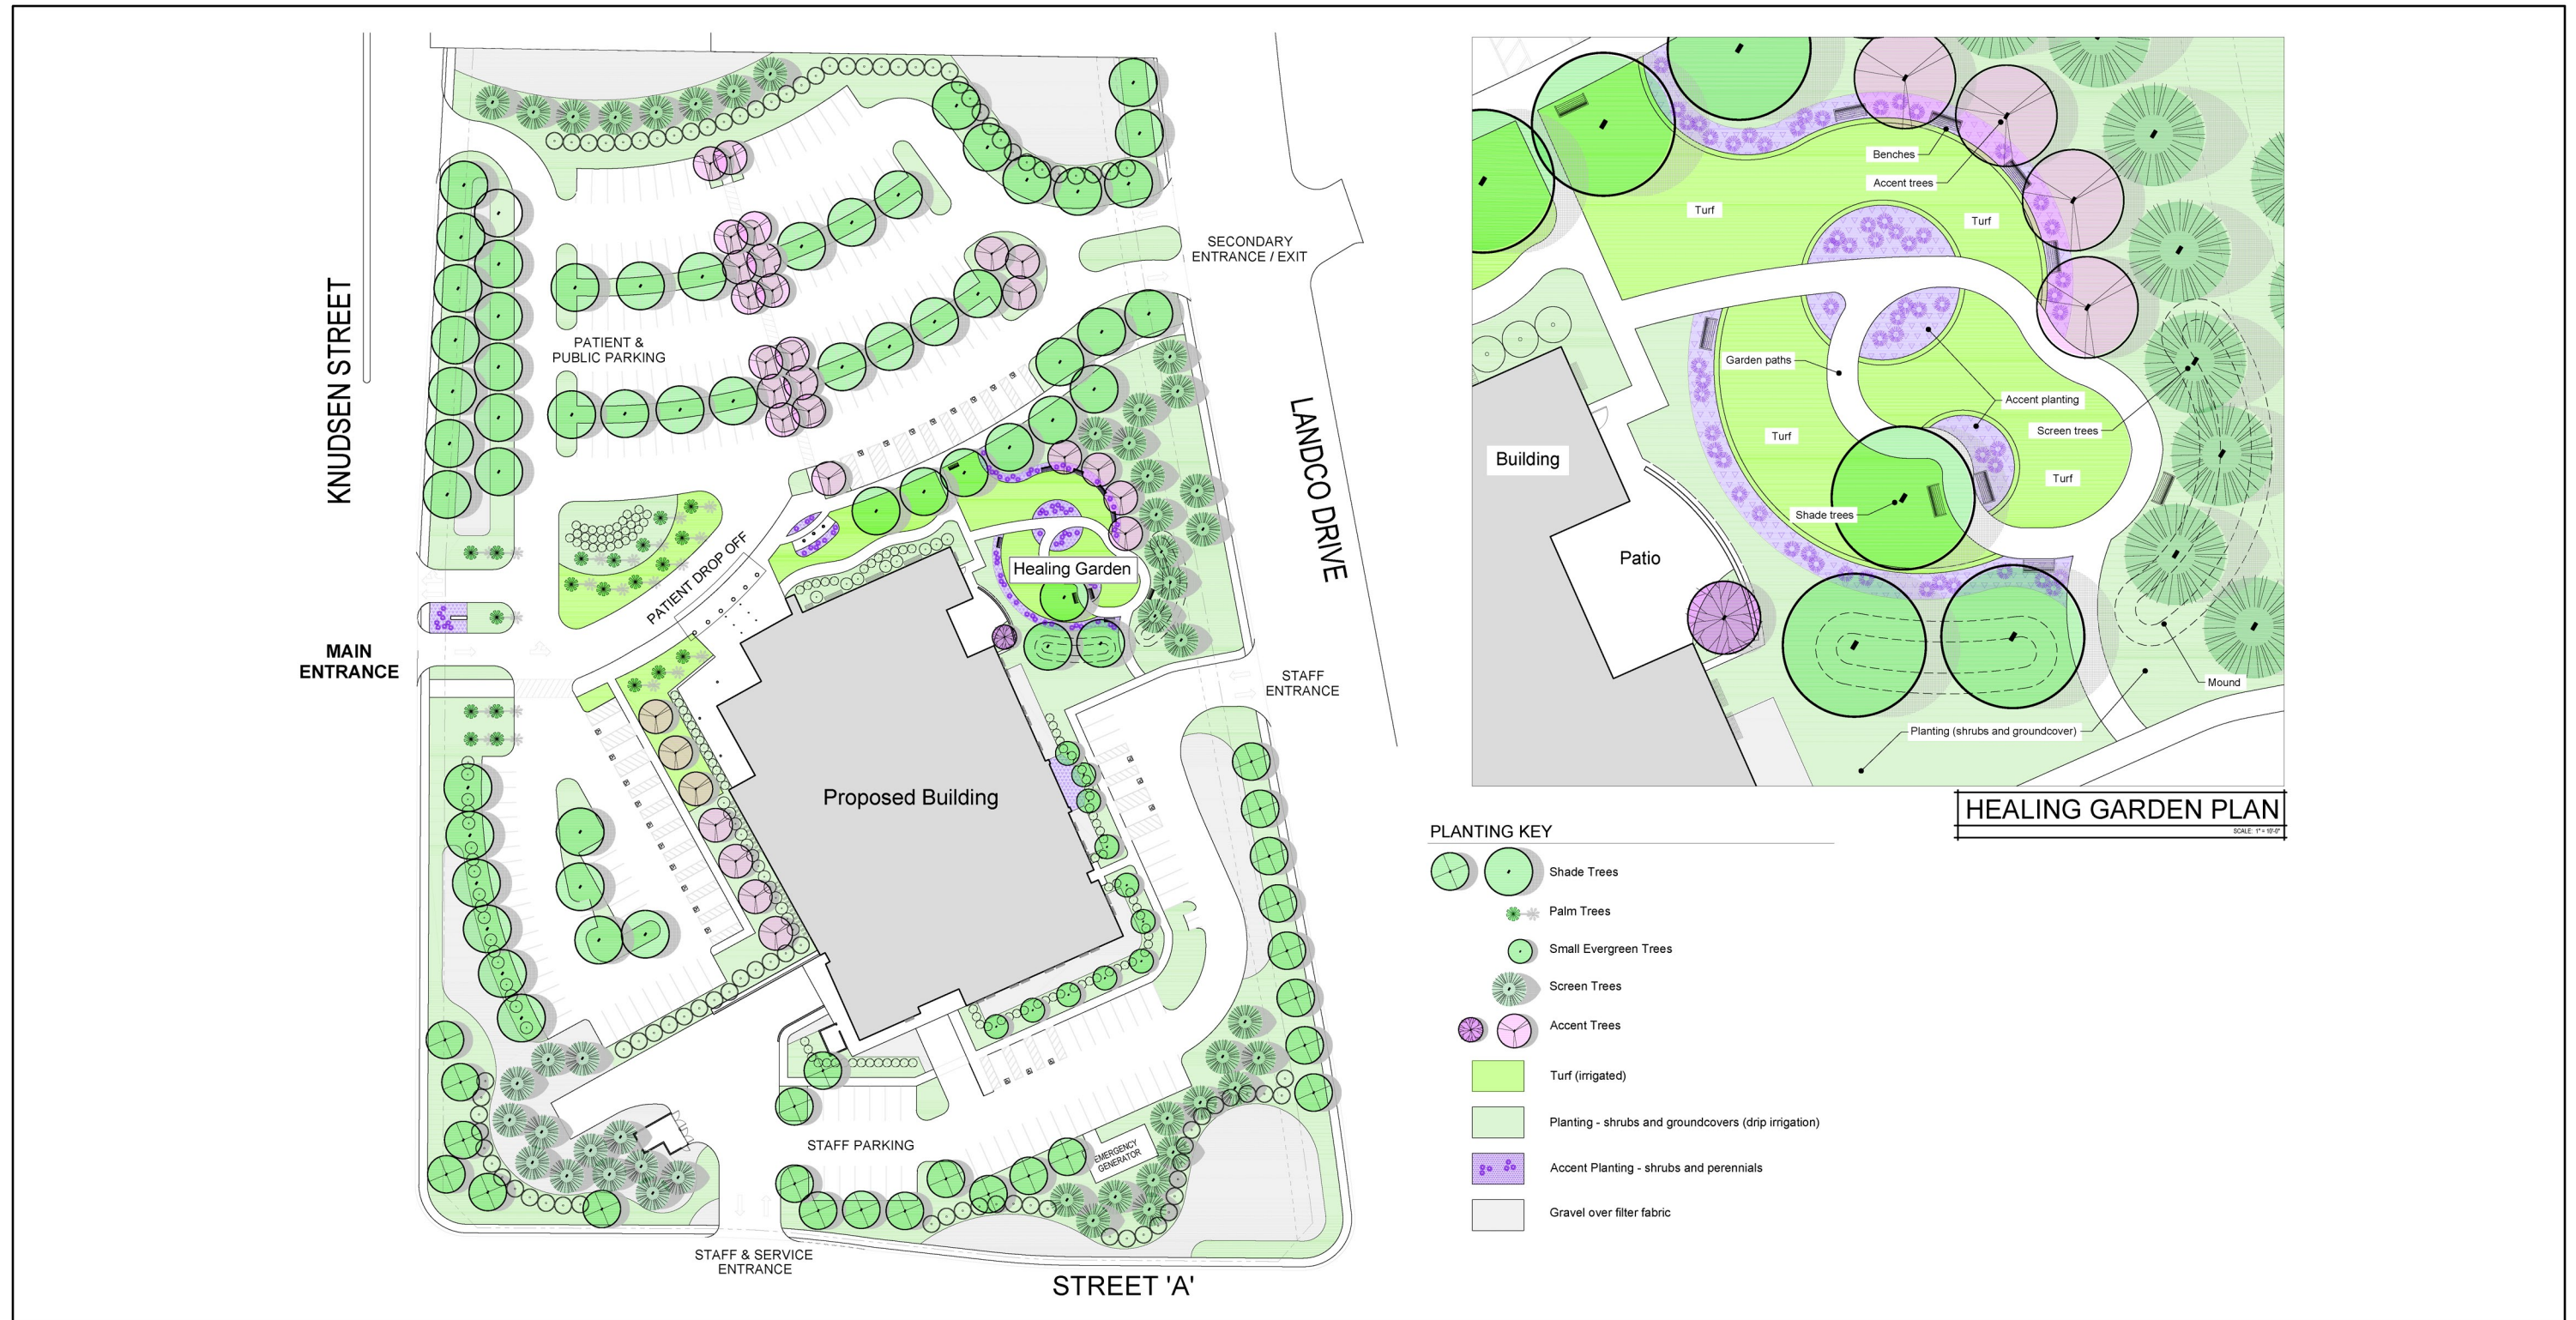 KNUDSEN STREET
PATIENT &
PUBLIC PARKING
SECONDARY
ENTRANCE / EXIT
LANDCO DRIVE
PATIENT DROP OFF
Healing Garden
MAIN
ENTRANCE
STAFF
ENTRANCE
Proposed Building
STAFF PARKING
EMERGENCY
GENERATOR
STAFF & SERVICE
ENTRANCE
STREET 'A'
Benches
Accent trees
Turf
Turf
Garden paths
Accent planting
Screen trees
Turf
Building
Turf
Shade trees
Patio
Mound
Planting (shrubs and groundcover)
HEALING GARDEN PLAN
SCALE: 1" = 10'-0"
PLANTING KEY
Shade Trees
Palm Trees
Small Evergreen Trees
Screen Trees
Accent Trees
Turf (irrigated)
Planting - shrubs and groundcovers (drip irrigation)
Accent Planting - shrubs and perennials
Gravel over filter fabric